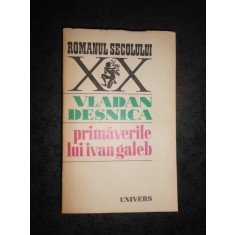 ROMANUL SECOLULUI
XX
VLADAN
DESNICA
primăverile
lui ivan galeb
UNIVERS